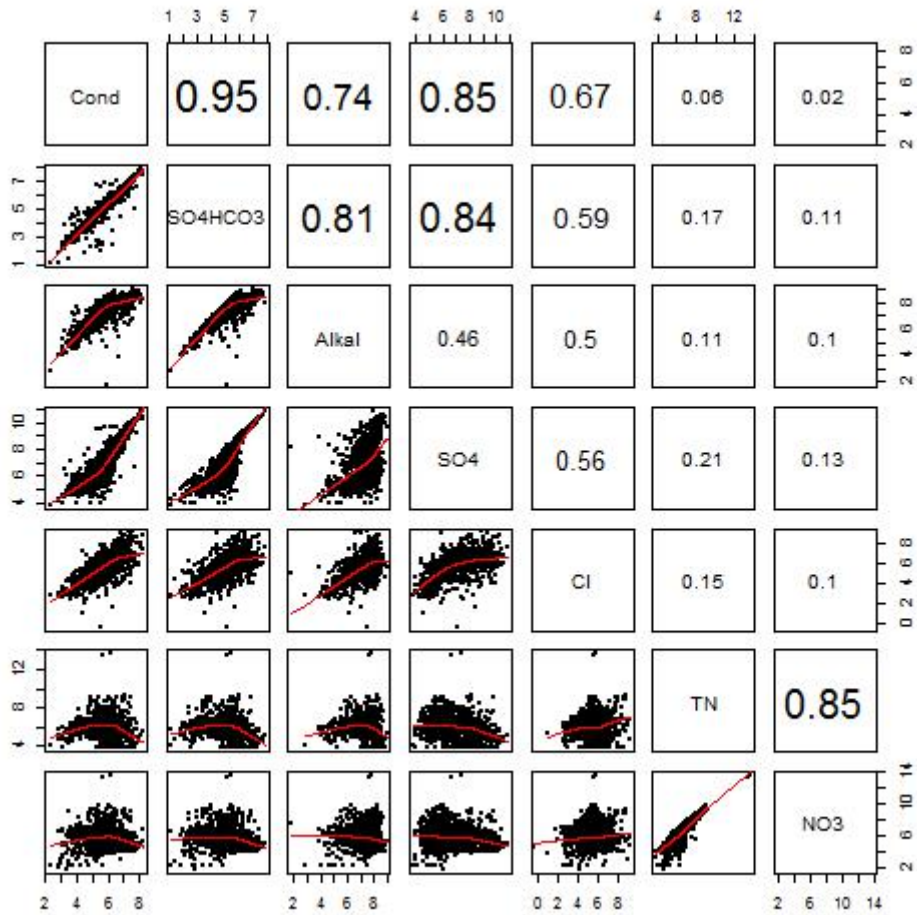 1 3 5 7 4 6 8 10 4 8 12
Cond 0.95 0.74 0.85 0.67 0.06 0.02 2 4 6 8
1 3 5 7 SO4HCO3 0.81 0.84 0.59 0.17 0.11
Alkal 0.46 0.5 0.11 0.1 2 4 6 8
4 6 8 10 SO4 0.56 0.21 0.13
Cl 0.15 0.1 0 2 4 6 8
4 8 12 TN 0.85
NO3 2 6 10 14
2 4 6 8 2 4 6 8 0 2 4 6 8 2 6 10 14